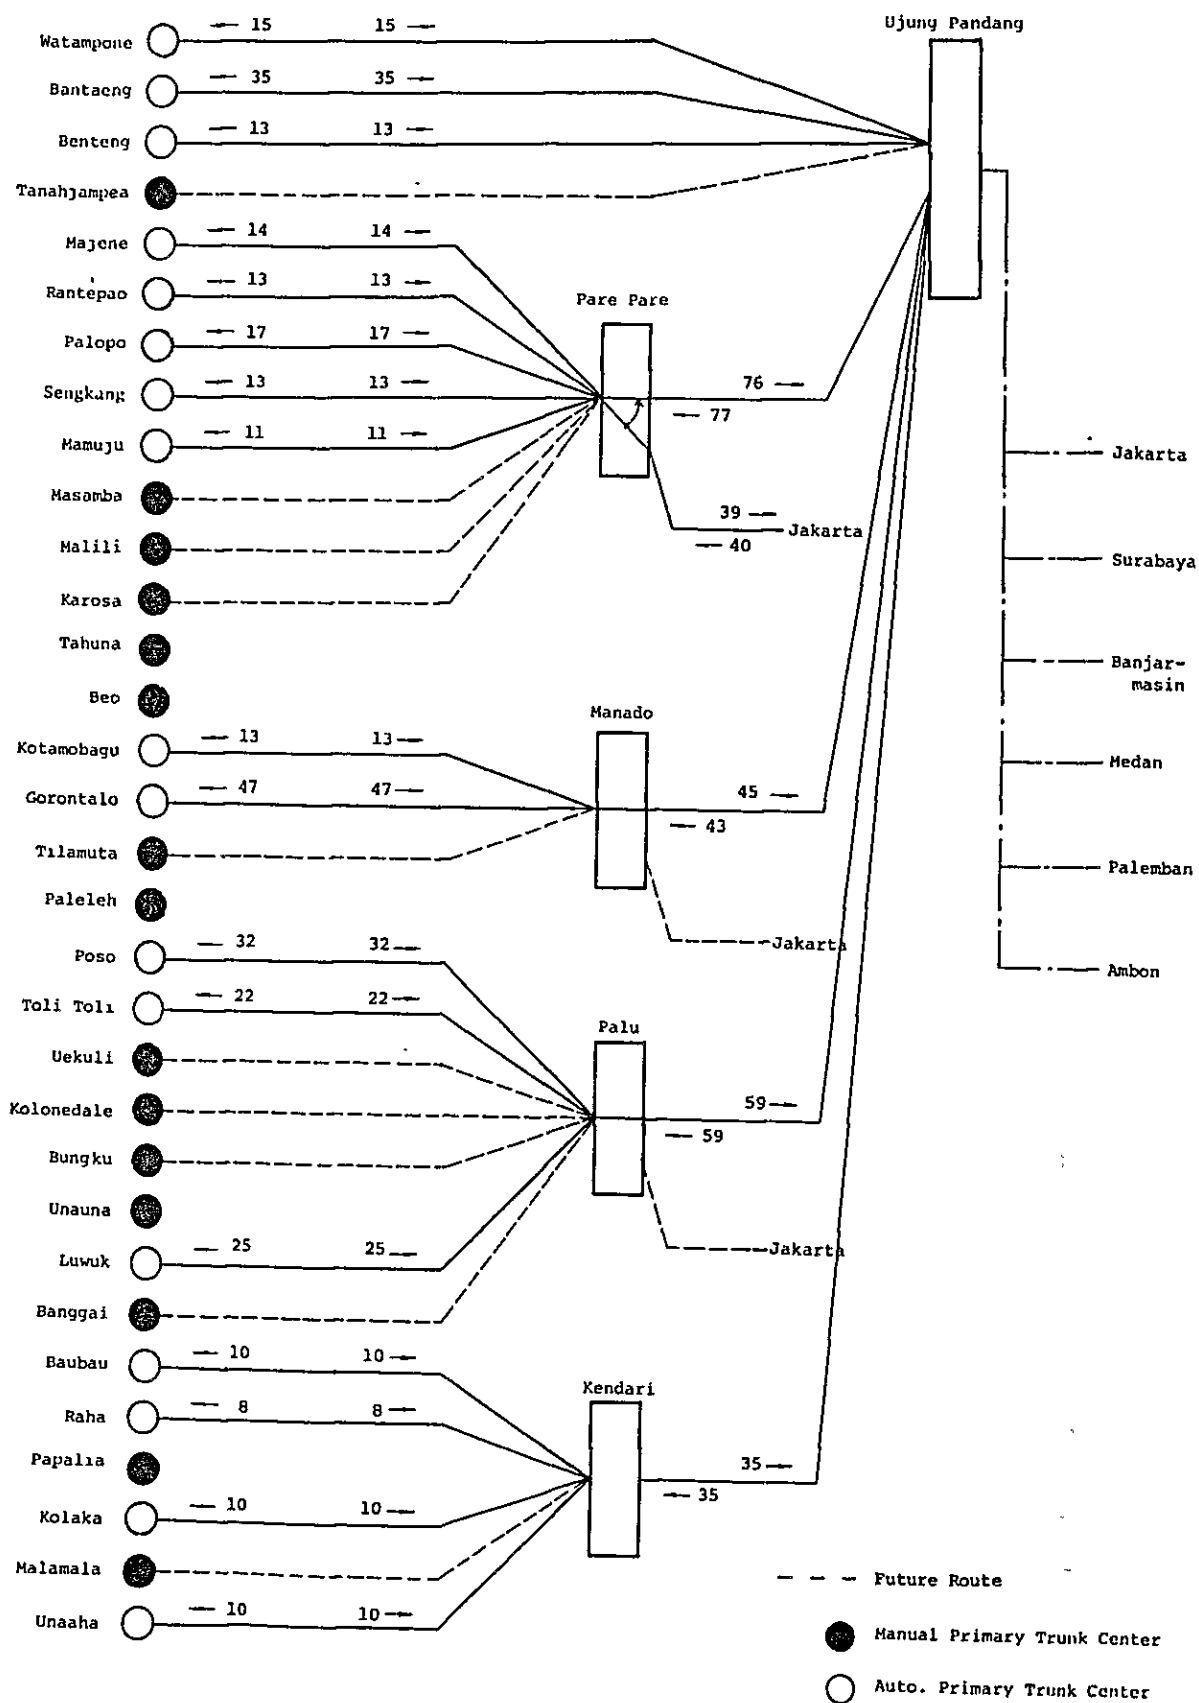 Ujung Pandang
Watampone 15 15
Bantaeng 35 35
Benteng 13 13
Tanahjampea
Majene 14 14
Rantepao 13 13
Pare Pare
Palopo 17 17
Sengkang 13 13
76
77
Mamuju 11 11
Jakarta
Masamba
39
Jakarta
40
Malili
Surabaya
Karosa
Tahuna
Banjar-
masin
Beo
Manado
Kotamobagu 13 13
Medan
Gorontalo 47 47
45
43
Tilamuta
Palemban
Paleleh
Jakarta
Poso 32 32
Ambon
Toli Toli 22 22
Palu
Uekuli
Kolonedale
59
59
Bungku
Unauna
Luwuk 25 25
Jakarta
Banggai
Baubau 10 10
Kendari
Raha 8 8
Papalia
35
35
Kolaka 10 10
Malamala
Unaaha 10 10
Future Route
Manual Primary Trunk Center
Auto. Primary Trunk Center